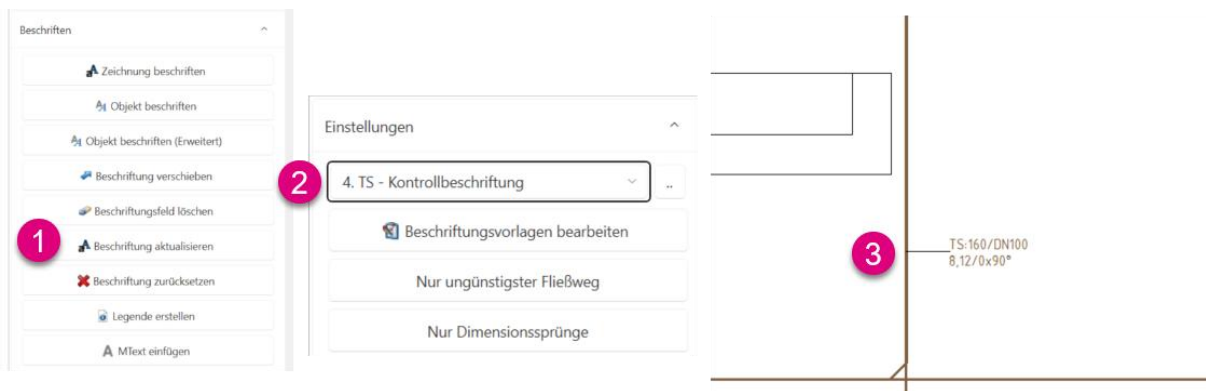 Beschriften
Zeichnung beschriften
Objekt beschriften
Objekt beschriften (Erweitert)
Beschriftung verschieben
Beschriftungsfeld löschen
1
Beschriftung aktualisieren
Beschriftung zurücksetzen
Legende erstellen
MText einfügen
Einstellungen
2
4. TS - Kontrollbeschriftung
..
Beschriftungsvorlagen bearbeiten
Nur ungünstigster Fließweg
Nur Dimensionssprünge
3
TS:160/DN100
8,12/0x90°